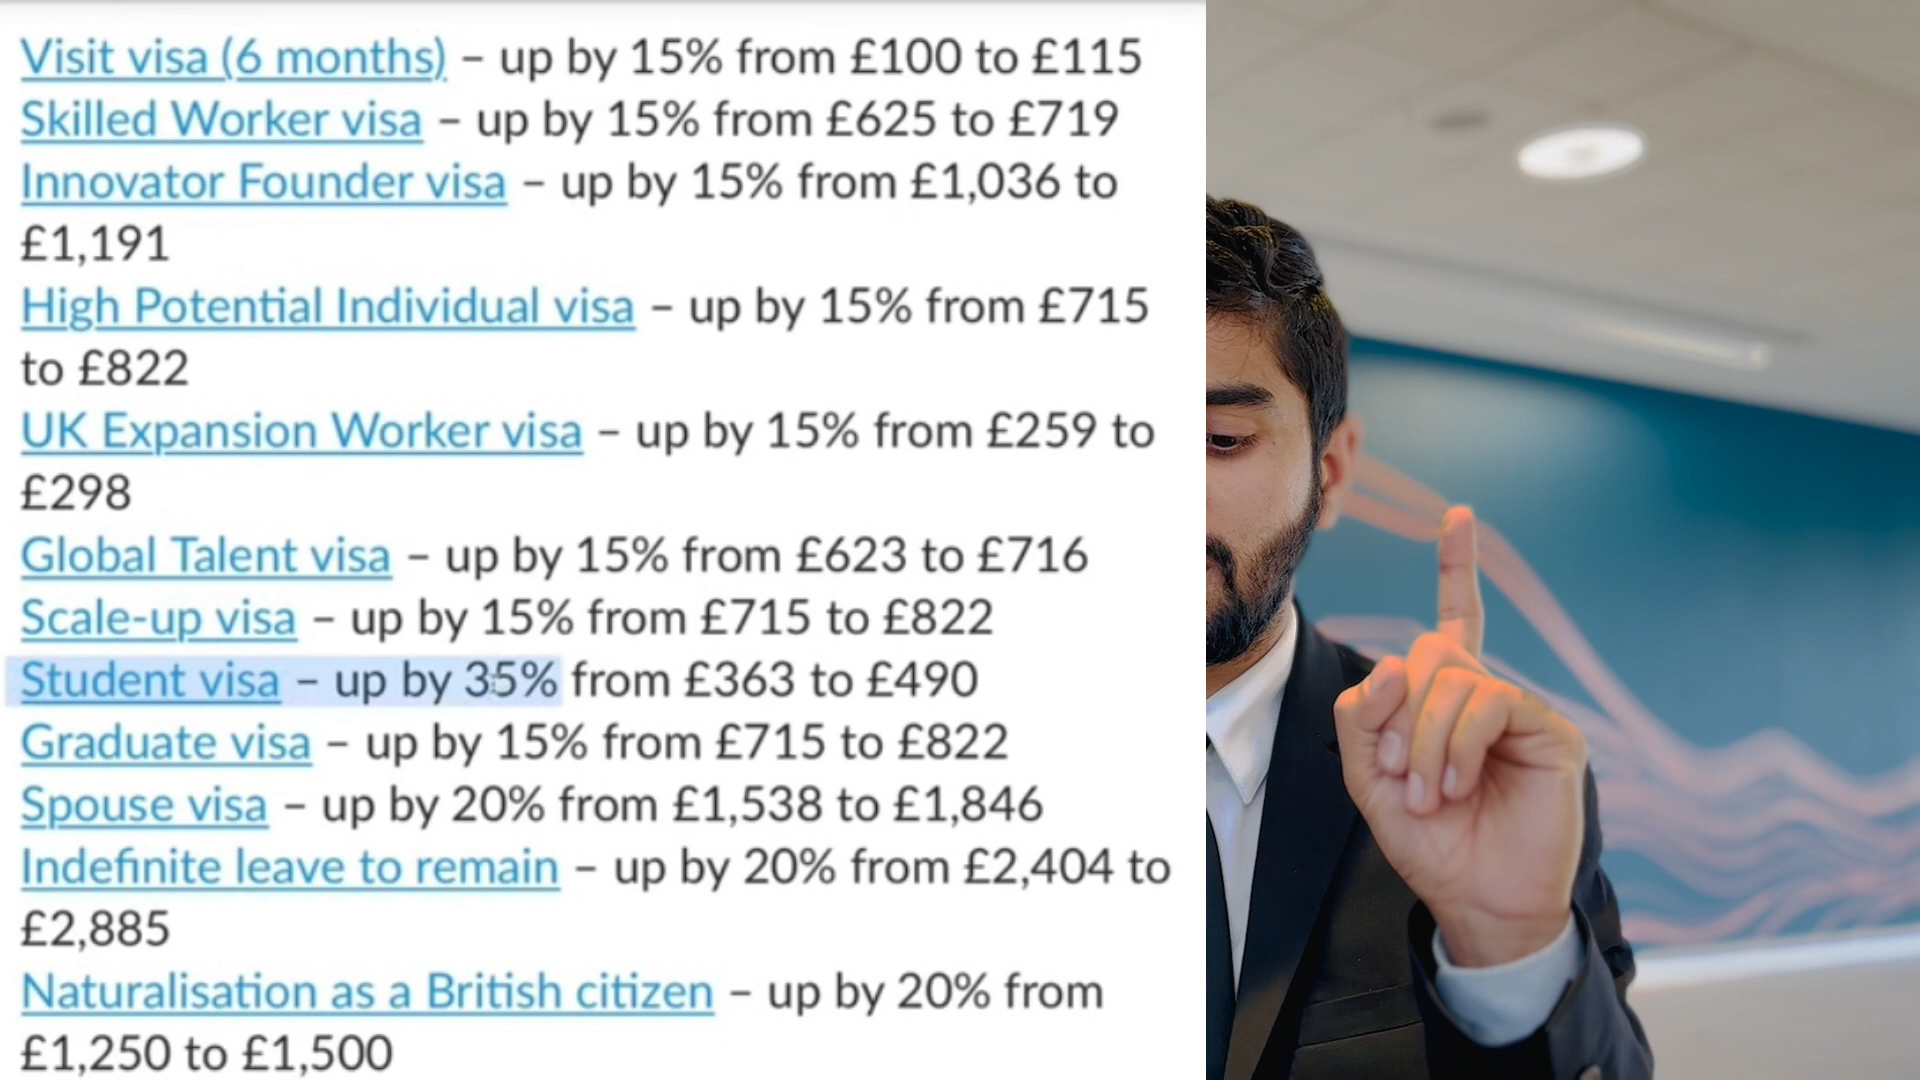 Visit visa (6 months) – up by 15% from £100 to £115
Skilled Worker visa – up by 15% from £625 to £719
Innovator Founder visa – up by 15% from £1,036 to
£1,191
High Potential Individual visa – up by 15% from £715
to £822
UK Expansion Worker visa – up by 15% from £259 to
£298
Global Talent visa – up by 15% from £623 to £716
Scale-up visa – up by 15% from £715 to £822
Student visa – up by 35% from £363 to £490
Graduate visa – up by 15% from £715 to £822
Spouse visa – up by 20% from £1,538 to £1,846
Indefinite leave to remain – up by 20% from £2,404 to
£2,885
Naturalisation as a British citizen – up by 20% from
£1,250 to £1,500